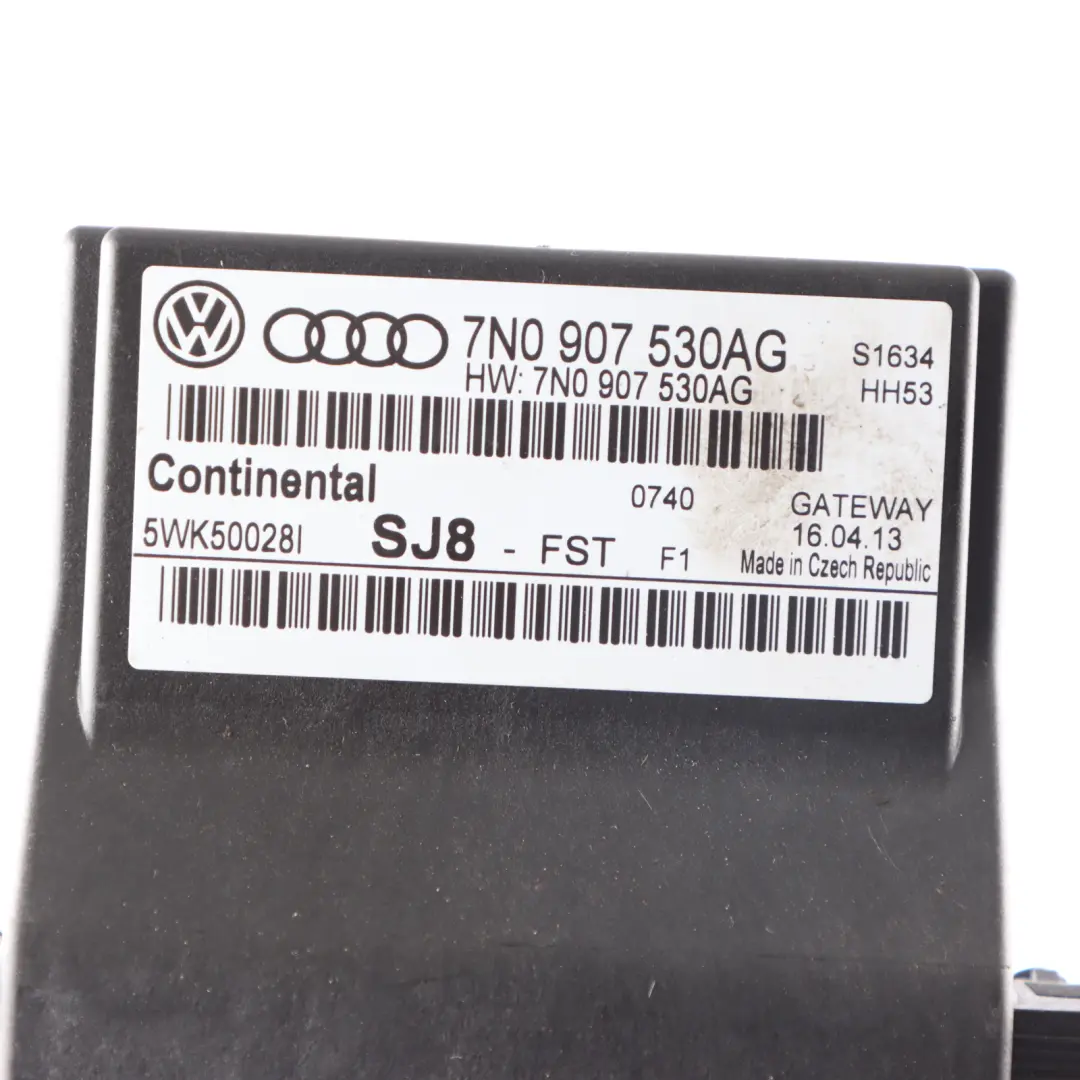 7N0 907 530AG S1634
HW: 7N0 907 530AG HH53
Continental 0740 GATEWAY
5WK50028I SJ8 - FST F1 16.04.13
Made in Czech Republic